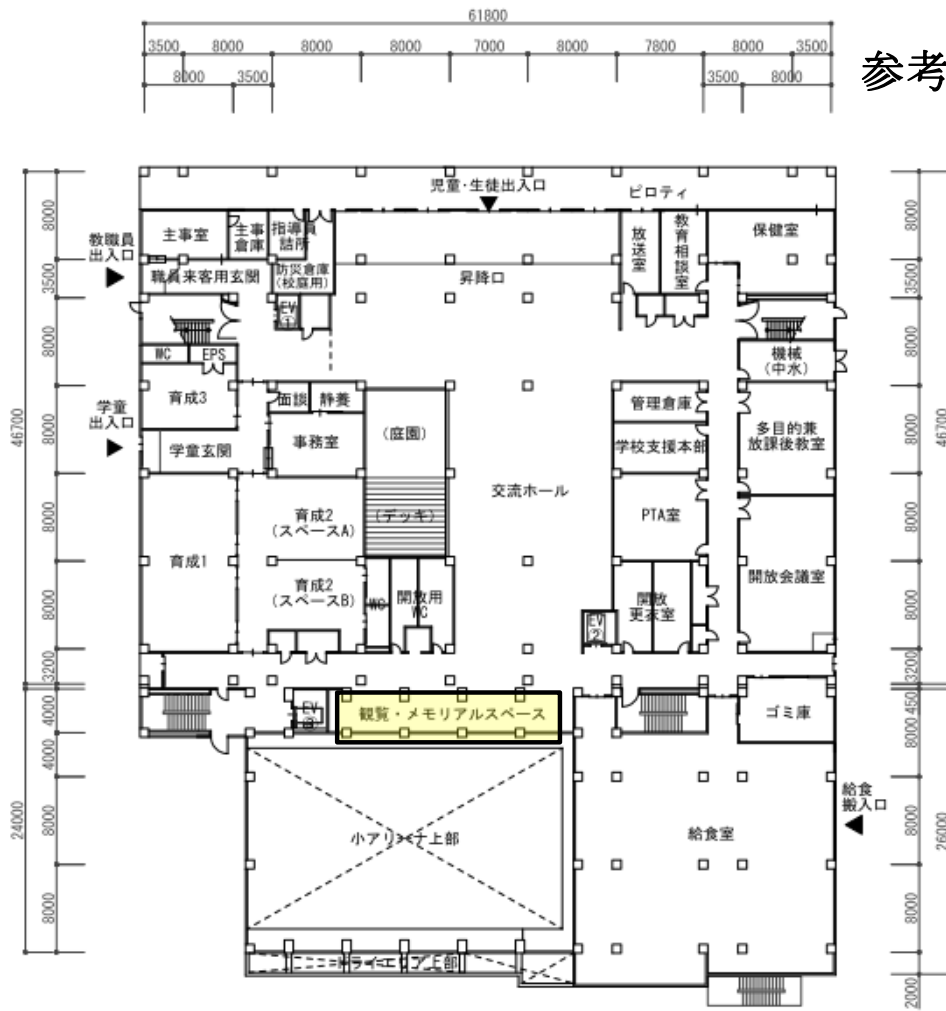 61800
3500 8000 8000 8000 7000 8000 7800 8000 3500
8000 3500 3500 8000
参考
児童・生徒出入口
ピロティ
主事室
主事
倉庫
指導員
詰所
放送室
教育相談室
保健室
教職員
出入口
職員来客用玄関
防災倉庫
(校庭用)
昇降口
EV
①
WC
EPS
機械
(中水)
育成3
面談
静養
管理倉庫
学童
出入口
学童玄関
事務室
(庭園)
学校支援本部
多目的兼
放課後教室
交流ホール
育成2
(スペースA)
(デッキ)
PTA室
育成1
育成2
(スペースB)
WC
開放用
WC
開放
更衣室
開放会議室
EV
②
EV
③
観覧・メモリアルスペース
ゴミ庫
給食
搬入口
小アリーナ上部
給食室
ドライエリア上部
46700
8000
3500
8000
8000
8000
8000
3200
4000
4000
8000
8000
24000
8000
3500
8000
8000
8000
8000
3200
4500
8000
8000
8000
2000
46700
26000